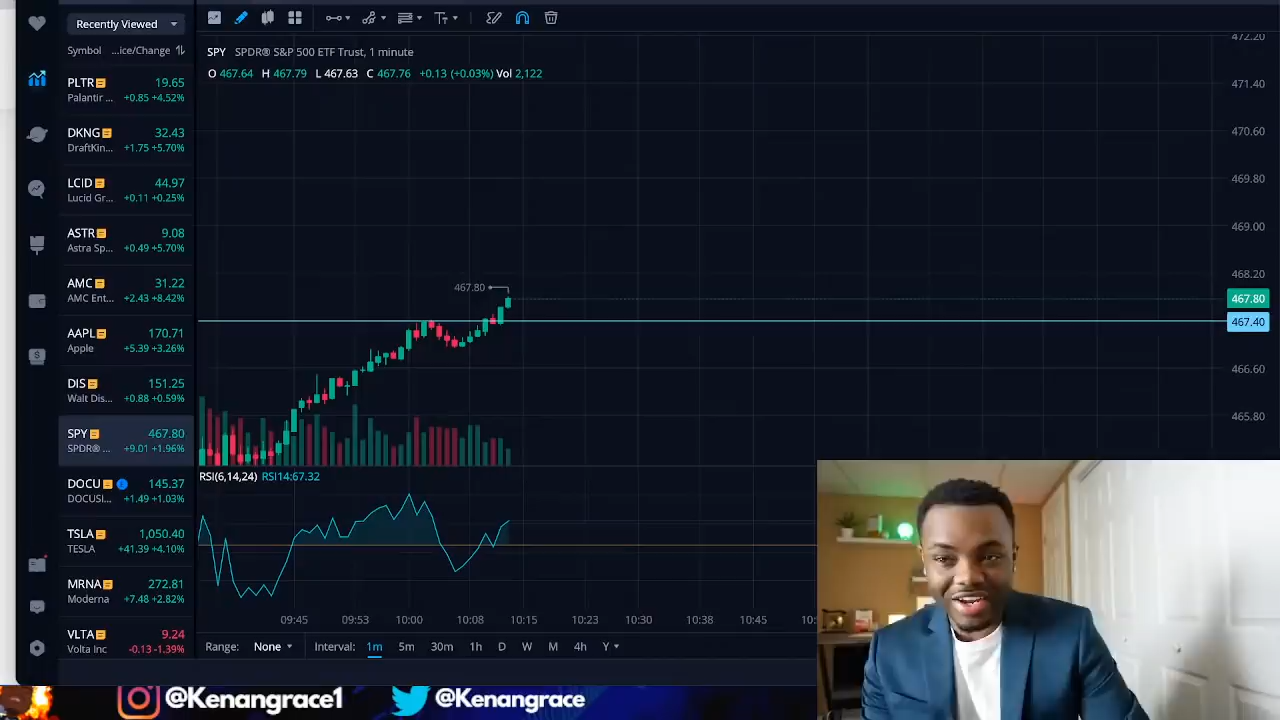 Recently Viewed
Symbol ...ice/Change
PLTR 19.65
Palantir ... +0.85 +4.52%
DKNG 32.43
DraftKin... +1.75 +5.70%
LCID 44.97
Lucid Gr... +0.11 +0.25%
ASTR 9.08
Astra Sp... +0.49 +5.70%
AMC 31.22
AMC Ent... +2.43 +8.42%
AAPL 170.71
Apple +5.39 +3.26%
DIS 151.25
Walt Dis... +0.88 +0.59%
SPY 467.80
SPDR® ... +9.01 +1.96%
DOCU 145.37
DOCUSI... +1.49 +1.03%
TSLA 1,050.40
TESLA +41.39 +4.10%
MRNA 272.81
Moderna +7.48 +2.82%
VLTA 9.24
Volta Inc -0.13 -1.39%
SPY SPDR® S&P 500 ETF Trust, 1 minute
O 467.64 H 467.79 L 467.63 C 467.76 +0.13 (+0.03%) Vol 2,122
472.20
471.40
470.60
469.80
469.00
468.20
467.80
467.80
467.40
466.60
465.80
RSI(6,14,24) RSI14:67.32
09:45 09:53 10:00 10:08 10:15 10:23 10:30 10:38 10:45
Range: None Interval: 1m 5m 30m 1h D W M 4h Y
@Kenangrace1 @Kenangrace